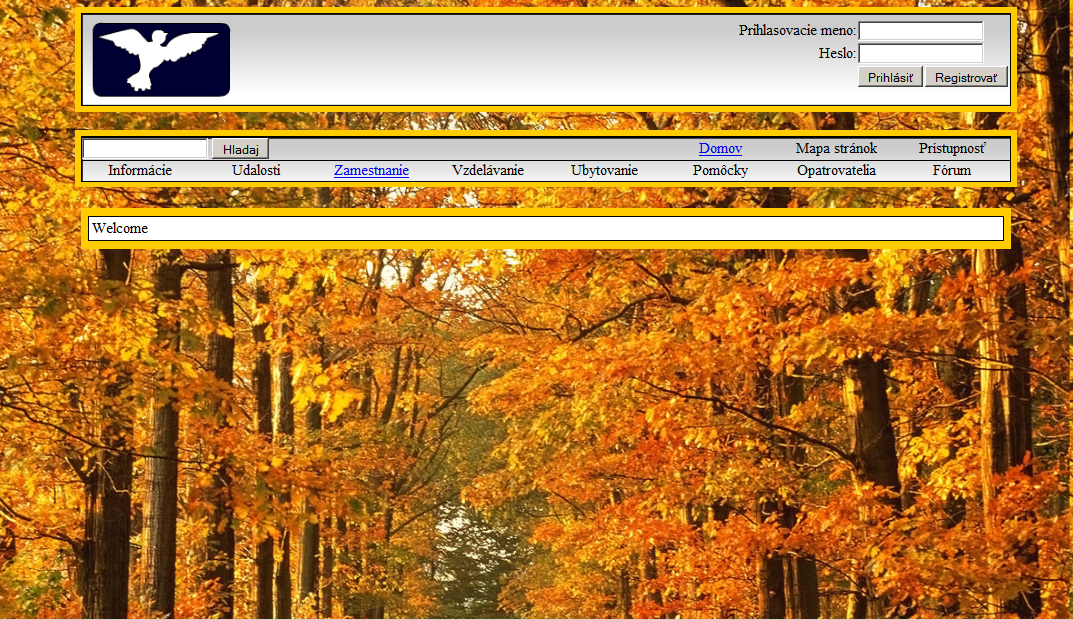 Prihlasovacie meno:
Heslo:
Prihlásiť Registrovať
Hladaj Domov Mapa stránok Pristupnosť
Informácie Udalosti Zamestnanie Vzdelávanie Ubytovanie Pomôcky Opatrovatelia Fórum
Welcome